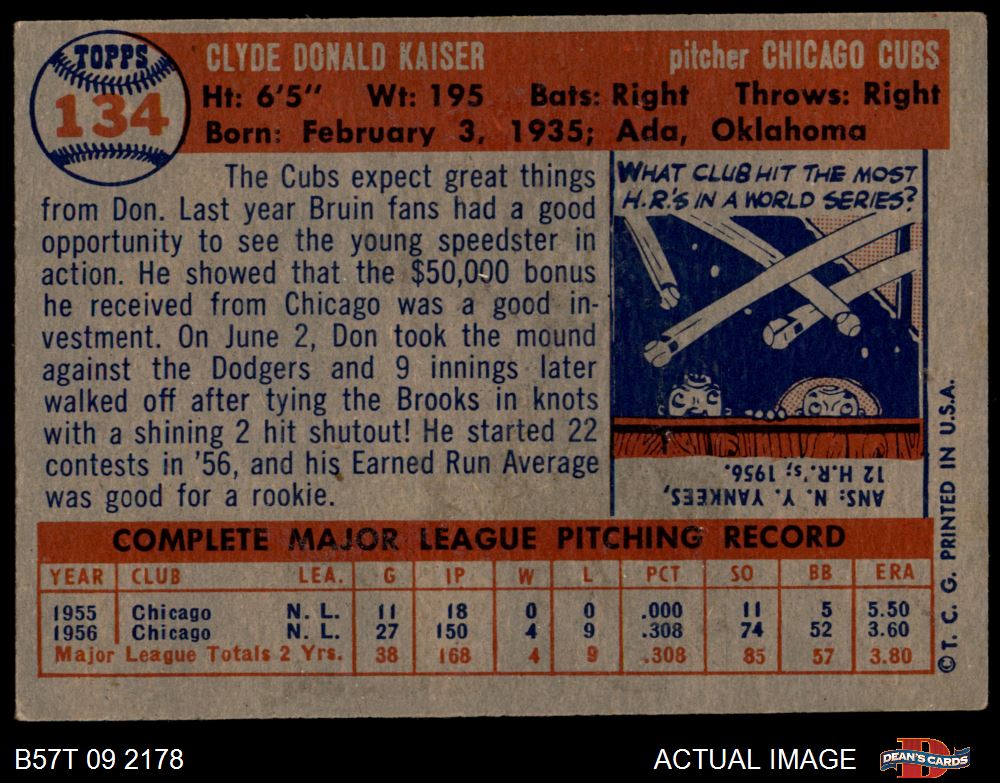 TOPPS
134
CLYDE DONALD KAISER
pitcher CHICAGO CUBS
Ht: 6'5" Wt: 195 Bats: Right Throws: Right
Born: February 3, 1935; Ada, Oklahoma
The Cubs expect great things
from Don. Last year Bruin fans had a good
opportunity to see the young speedster in
action. He showed that the $50,000 bonus
he received from Chicago was a good in-
vestment. On June 2, Don took the mound
against the Dodgers and 9 innings later
walked off after tying the Brooks in knots
with a shining 2 hit shutout! He started 22
contests in '56, and his Earned Run Average
was good for a rookie.
WHAT CLUB HIT THE MOST
H.R.'S IN A WORLD SERIES?
ANS: N. Y. YANKEES,
12 H.R.'s; 1956.
COMPLETE MAJOR LEAGUE PITCHING RECORD
YEAR CLUB LEA. G IP W L PCT SO BB ERA
1955 Chicago N. L. 11 18 0 0 .000 11 5 5.50
1956 Chicago N. L. 27 150 4 9 .308 74 52 3.60
Major League Totals 2 Yrs. 38 168 4 9 .308 85 57 3.80
© T. C. G. PRINTED IN U.S.A.
B57T 09 2178
ACTUAL IMAGE
DEAN'S CARDS